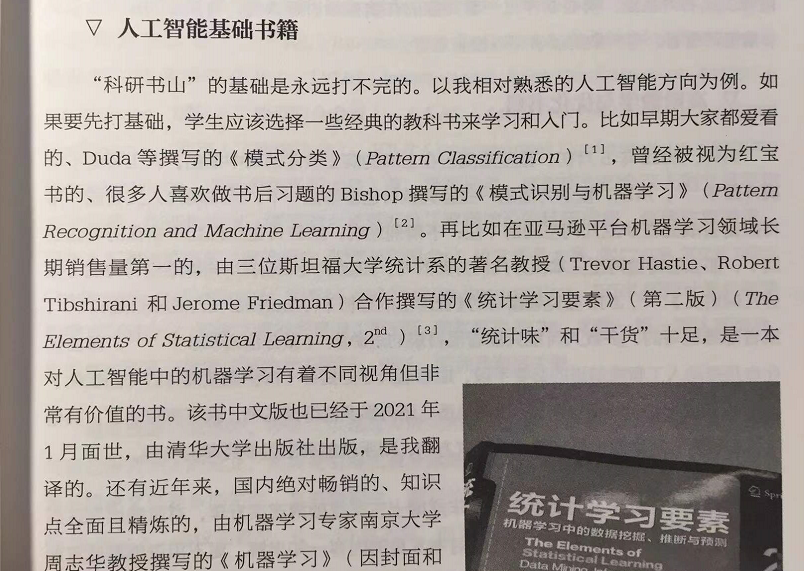 ▽ 人工智能基础书籍
“科研书山”的基础是永远打不完的。以我相对熟悉的人工智能方向为例。如
果要先打基础，学生应该选择一些经典的教科书来学习和入门。比如早期大家都爱看
的、Duda 等撰写的《模式分类》（Pattern Classification）[1]，曾经被视为红宝
书的、很多人喜欢做书后习题的 Bishop 撰写的《模式识别与机器学习》（Pattern
Recognition and Machine Learning）[2]。再比如在亚马逊平台机器学习领域长
期销售量第一的，由三位斯坦福大学统计系的著名教授（Trevor Hastie、Robert
Tibshirani 和 Jerome Friedman）合作撰写的《统计学习要素》（第二版）（The
Elements of Statistical Learning，2nd ）[3]，“统计味”和“干货”十足，是一本
对人工智能中的机器学习有着不同视角但非
常有价值的书。该书中文版也已经于 2021 年
1 月面世，由清华大学出版社出版，是我翻
译的。还有近年来，国内绝对畅销的、知识
点全面且精炼的，由机器学习专家南京大学
周志华教授撰写的《机器学习》（因封面和
统计学习要素
机器学习中的数据挖掘、推断与预测
The Elements of
Statistical Learning
Data Mining,